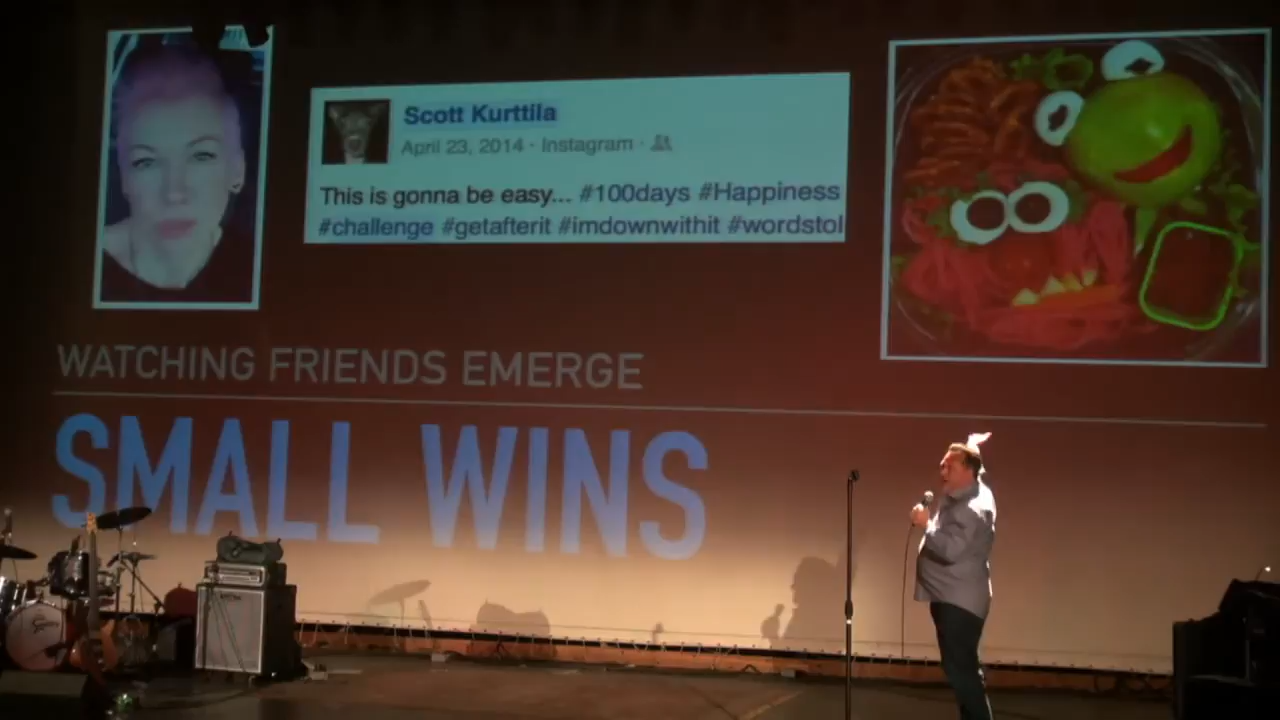 Scott Kurttila
April 23, 2014 · Instagram ·
This is gonna be easy... #100days #Happiness
#challenge #getafterit #imdownwithit #wordstol
WATCHING FRIENDS EMERGE
SMALL WINS